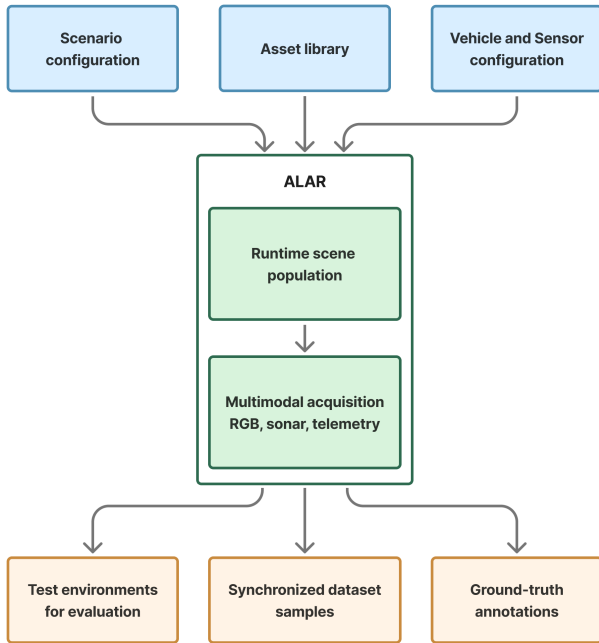 Scenario
configuration
Asset library
Vehicle and Sensor
configuration
ALAR
Runtime scene
population
Multimodal acquisition
RGB, sonar, telemetry
Test environments
for evaluation
Synchronized dataset
samples
Ground-truth
annotations